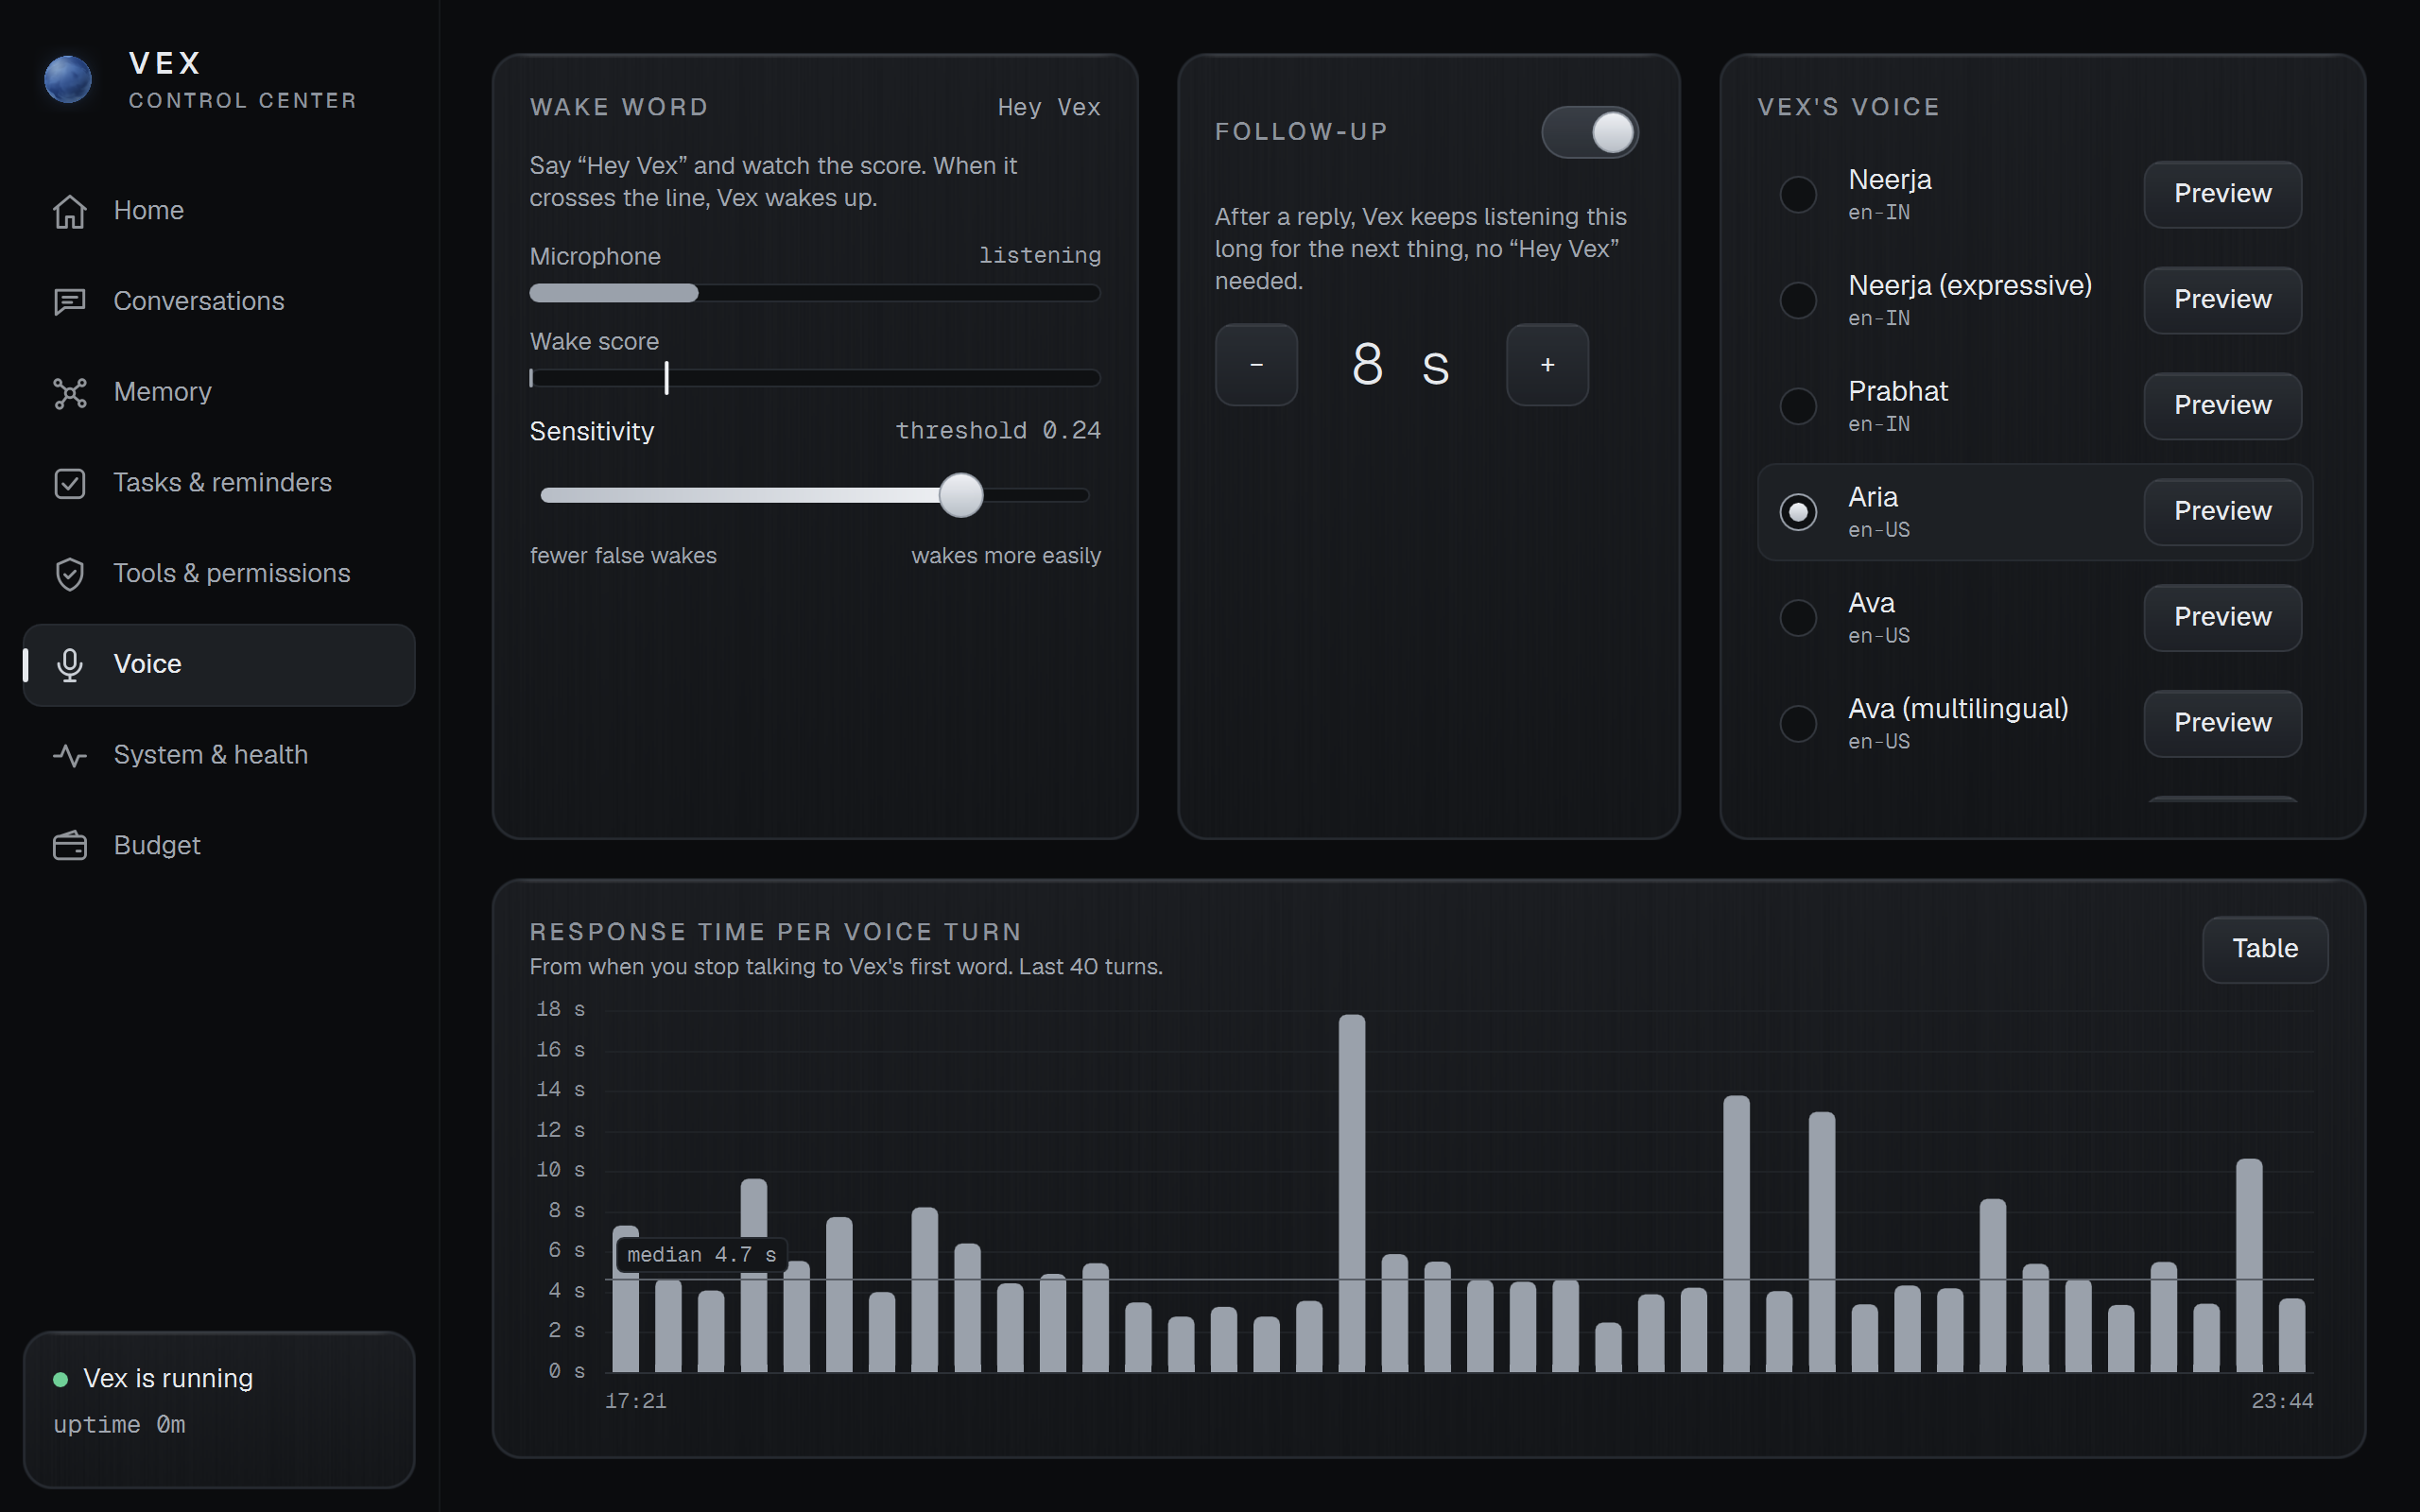 VEX
CONTROL CENTER
Home
Conversations
Memory
Tasks & reminders
Tools & permissions
Voice
System & health
Budget
Vex is running
uptime 0m
WAKE WORD
Hey Vex
Say “Hey Vex” and watch the score. When it
crosses the line, Vex wakes up.
Microphone
listening
Wake score
Sensitivity
threshold 0.24
fewer false wakes
wakes more easily
FOLLOW-UP
After a reply, Vex keeps listening this
long for the next thing, no “Hey Vex”
needed.
−
8 s
+
VEX'S VOICE
Neerja
en-IN
Preview
Neerja (expressive)
en-IN
Preview
Prabhat
en-IN
Preview
Aria
en-US
Preview
Ava
en-US
Preview
Ava (multilingual)
en-US
Preview
RESPONSE TIME PER VOICE TURN
From when you stop talking to Vex's first word. Last 40 turns.
Table
18 s
16 s
14 s
12 s
10 s
8 s
6 s
4 s
2 s
0 s
median 4.7 s
17:21
23:44